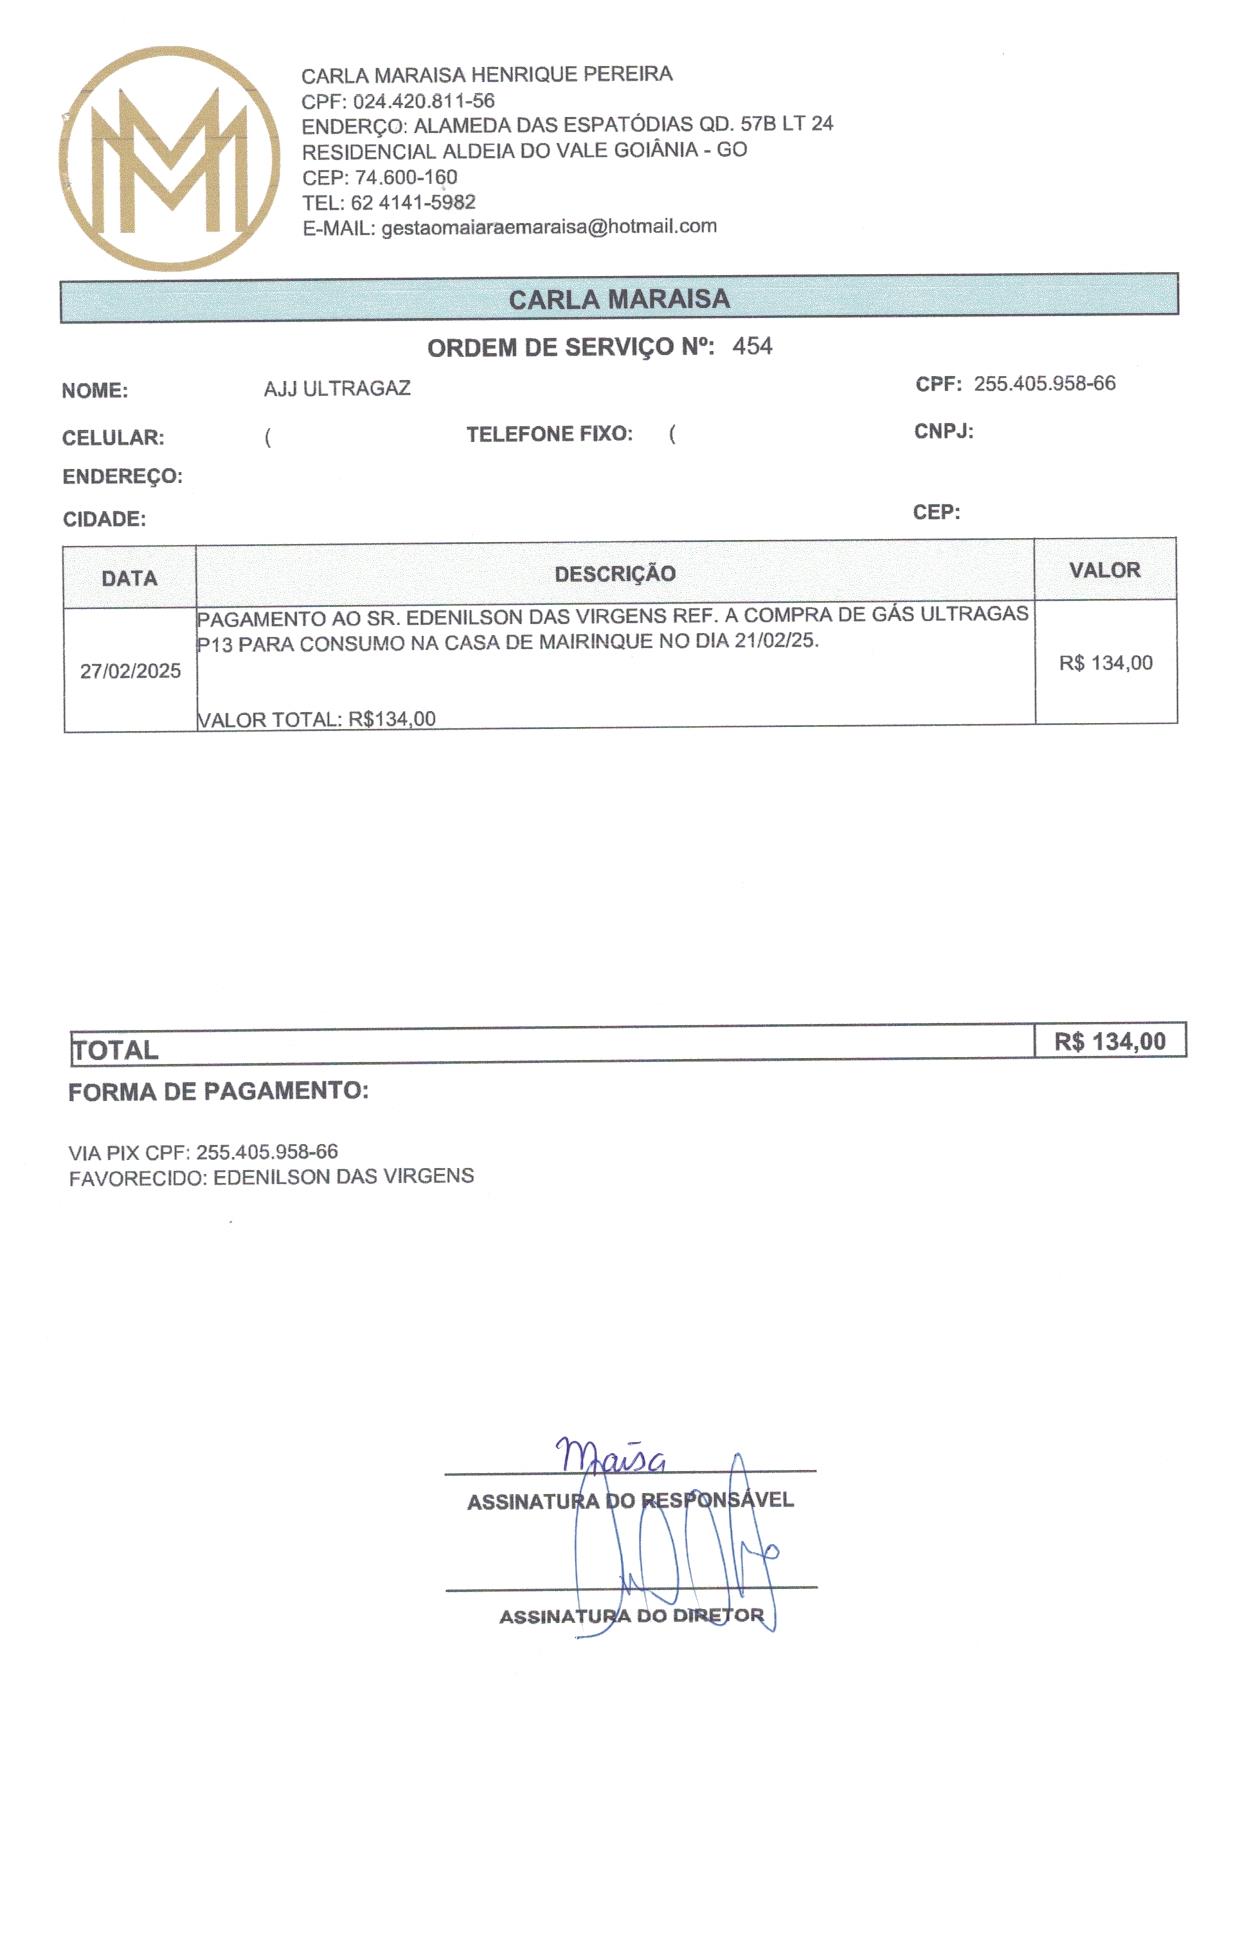 CARLA MARAISA HENRIQUE PEREIRA
CPF: 024.420.811-56
ENDERÇO: ALAMEDA DAS ESPATÓDIAS QD. 57B LT 24
RESIDENCIAL ALDEIA DO VALE GOIÂNIA - GO
CEP: 74.600-160
TEL: 62 4141-5982
E-MAIL: gestaomaiaraemaraisa@hotmail.com
CARLA MARAISA
ORDEM DE SERVIÇO Nº: 454
NOME: AJJ ULTRAGAZ CPF: 255.405.958-66
CELULAR: ( TELEFONE FIXO: ( CNPJ:
ENDEREÇO:
CIDADE: CEP:
DATA DESCRIÇÃO VALOR
PAGAMENTO AO SR. EDENILSON DAS VIRGENS REF. A COMPRA DE GÁS ULTRAGAS
P13 PARA CONSUMO NA CASA DE MAIRINQUE NO DIA 21/02/25.
27/02/2025 R$ 134,00
VALOR TOTAL: R$134,00
TOTAL R$ 134,00
FORMA DE PAGAMENTO:
VIA PIX CPF: 255.405.958-66
FAVORECIDO: EDENILSON DAS VIRGENS
Maísa
ASSINATURA DO RESPONSÁVEL
ASSINATURA DO DIRETOR